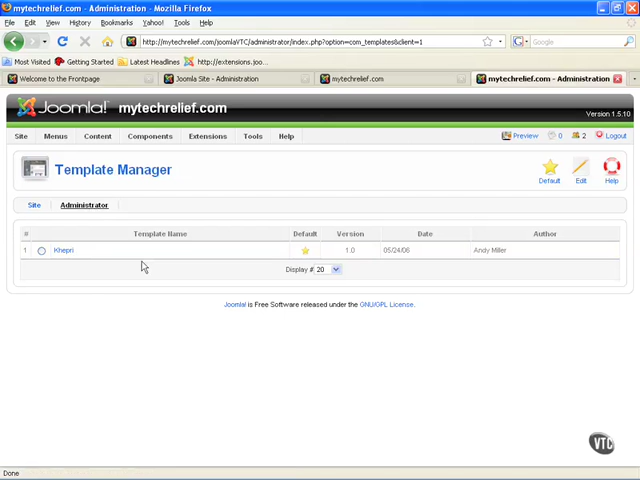 mytechrelief.com - Administration - Mozilla Firefox
File Edit View History Bookmarks Yahoo! Tools Help
http://mytechrelief.com/joomlaVTC/administrator/index.php?option=com_templates&client=1
Google
Most Visited Getting Started Latest Headlines http://extensions.joo...
Welcome to the Frontpage Joomla Site - Administration mytechrelief.com mytechrelief.com - Administration
Joomla! mytechrelief.com
Version 1.5.10
Site Menus Content Components Extensions Tools Help Preview 0 2 Logout
Template Manager
Default Edit Help
Site Administrator
# Template Name Default Version Date Author
1 Khepri 1.0 05/24/06 Andy Miller
Display # 20
Joomla! is Free Software released under the GNU/GPL License.
VTC
Done